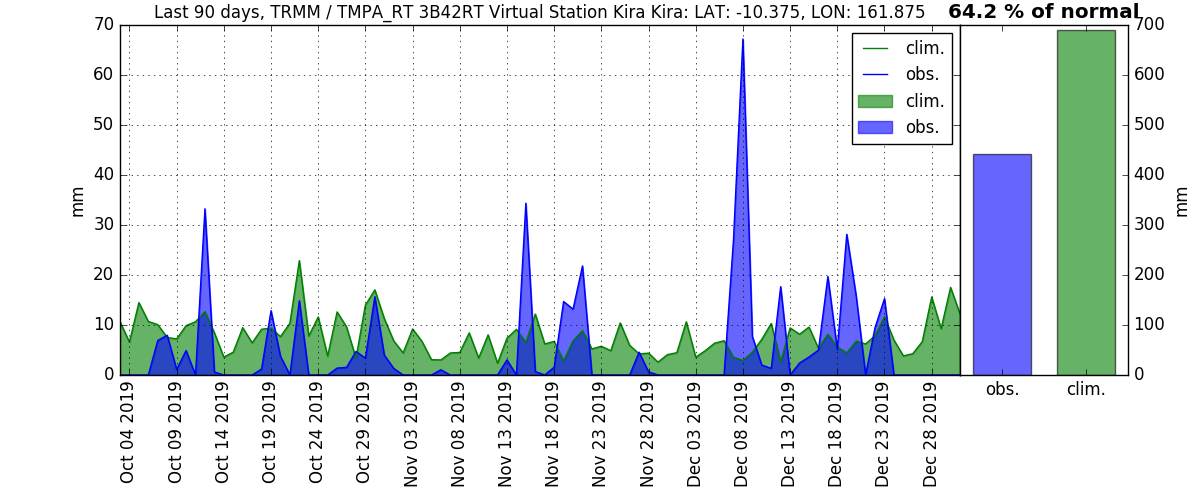 Last 90 days, TRMM / TMPA_RT 3B42RT Virtual Station Kira Kira: LAT: -10.375, LON: 161.875
64.2 % of normal
70
60
50
40
30
20
10
0
mm
clim.
obs.
clim.
obs.
700
600
500
400
300
200
100
0
mm
Oct 04 2019
Oct 09 2019
Oct 14 2019
Oct 19 2019
Oct 24 2019
Oct 29 2019
Nov 03 2019
Nov 08 2019
Nov 13 2019
Nov 18 2019
Nov 23 2019
Nov 28 2019
Dec 03 2019
Dec 08 2019
Dec 13 2019
Dec 18 2019
Dec 23 2019
Dec 28 2019
obs.
clim.